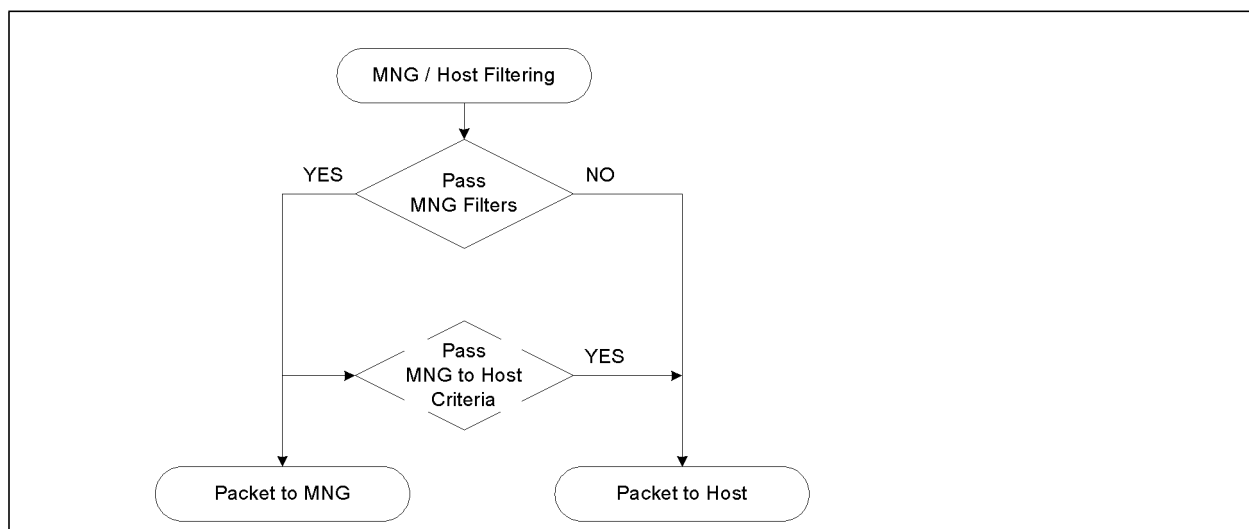 MNG / Host Filtering
YES
Pass
MNG Filters
NO
Pass
MNG to Host
Criteria
YES
Packet to MNG
Packet to Host